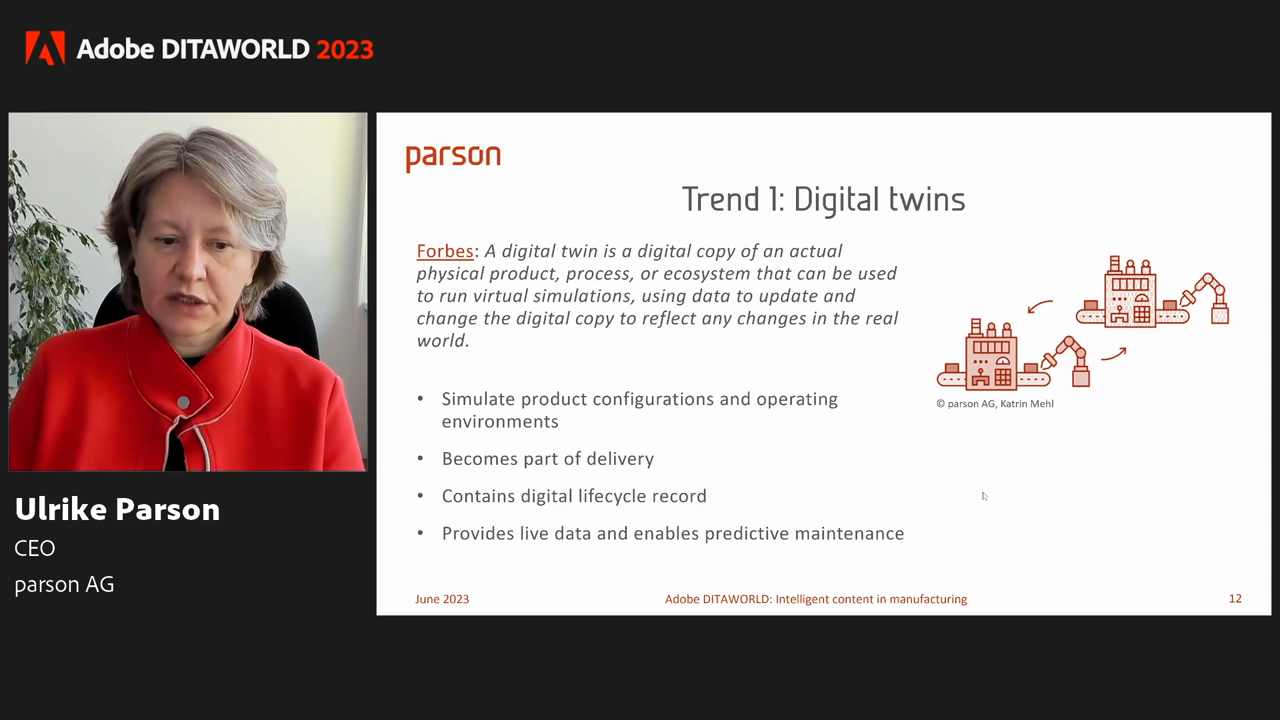 Adobe DITAWORLD 2023
parson
Trend 1: Digital twins
Forbes: A digital twin is a digital copy of an actual
physical product, process, or ecosystem that can be used
to run virtual simulations, using data to update and
change the digital copy to reflect any changes in the real
world.
• Simulate product configurations and operating
environments
• Becomes part of delivery
• Contains digital lifecycle record
• Provides live data and enables predictive maintenance
© parson AG, Katrin Mehl
June 2023
Adobe DITAWORLD: Intelligent content in manufacturing
12
Ulrike Parson
CEO
parson AG